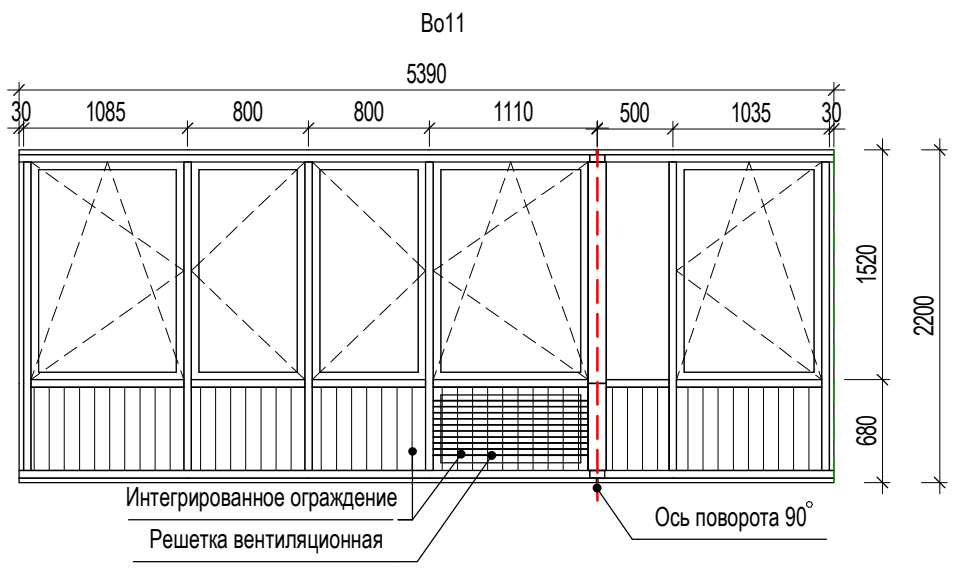 Во11
5390
30 1085 800 800 1110 500 1035 30
1520
2200
680
Интегрированное ограждение
Решетка вентиляционная
Ось поворота 90°